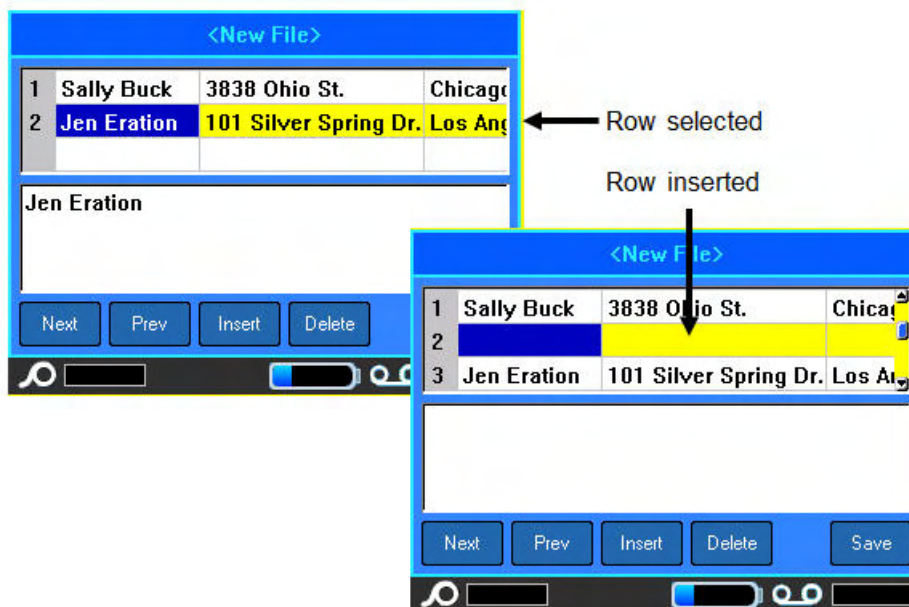 <New File>
1 Sally Buck 3838 Ohio St. Chicago
2 Jen Eration 101 Silver Spring Dr. Los Ang
Jen Eration
Next Prev Insert Delete
Row selected
Row inserted
<New File>
1 Sally Buck 3838 Ohio St. Chicag
2
3 Jen Eration 101 Silver Spring Dr. Los An
Next Prev Insert Delete Save